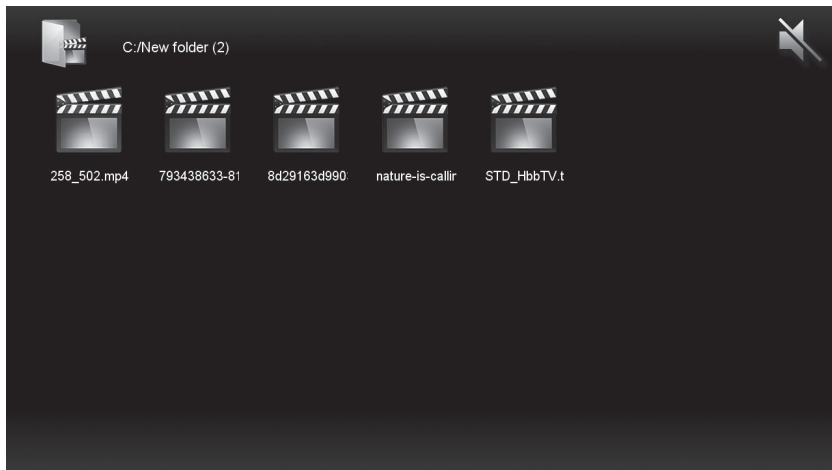 C:/New folder (2)
258_502.mp4 793438633-81 8d29163d990 nature-is-callir STD_HbbTV.t